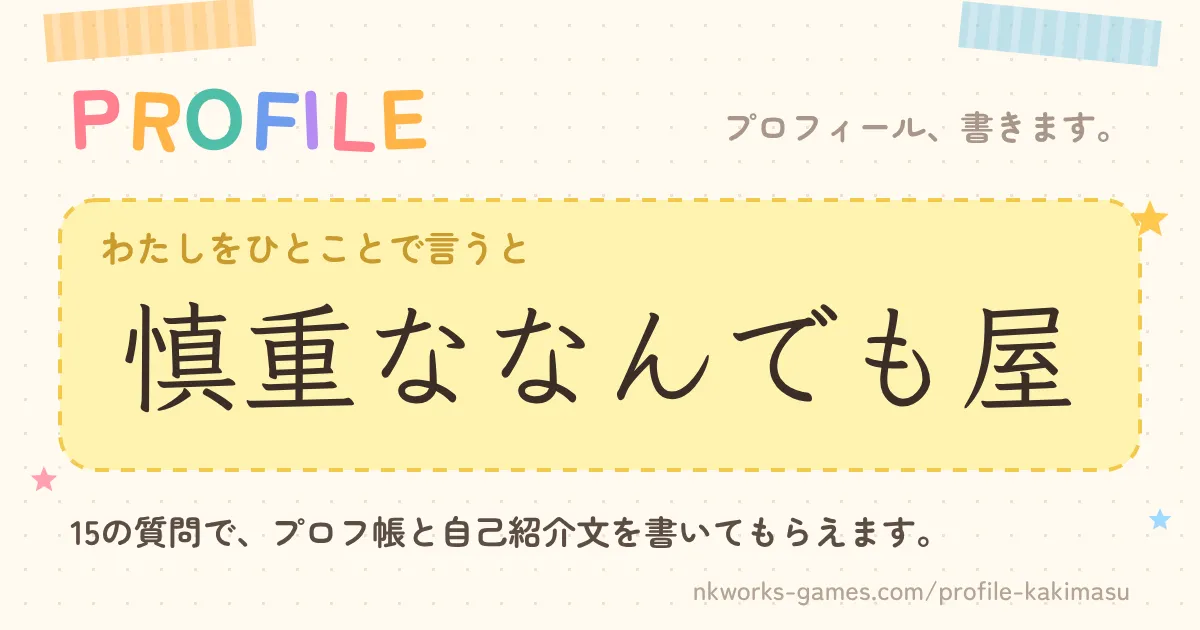 PROFILE
プロフィール、書きます。
わたしをひとことで言うと
慎重ななんでも屋
15の質問で、プロフ帳と自己紹介文を書いてもらえます。
nkworks-games.com/profile-kakimasu